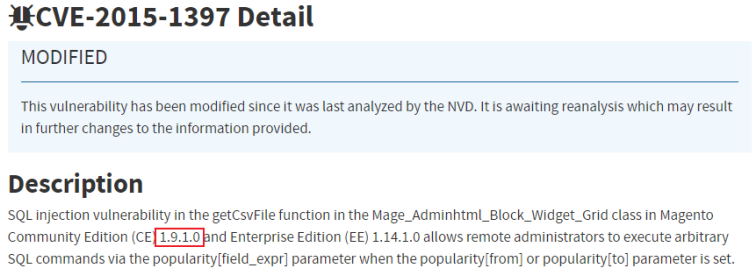 CVE-2015-1397 Detail
MODIFIED
This vulnerability has been modified since it was last analyzed by the NVD. It is awaiting reanalysis which may result
in further changes to the information provided.
Description
SQL injection vulnerability in the getCsvFile function in the Mage_Adminhtml_Block_Widget_Grid class in Magento
Community Edition (CE) 1.9.1.0 and Enterprise Edition (EE) 1.14.1.0 allows remote administrators to execute arbitrary
SQL commands via the popularity[field_expr] parameter when the popularity[from] or popularity[to] parameter is set.